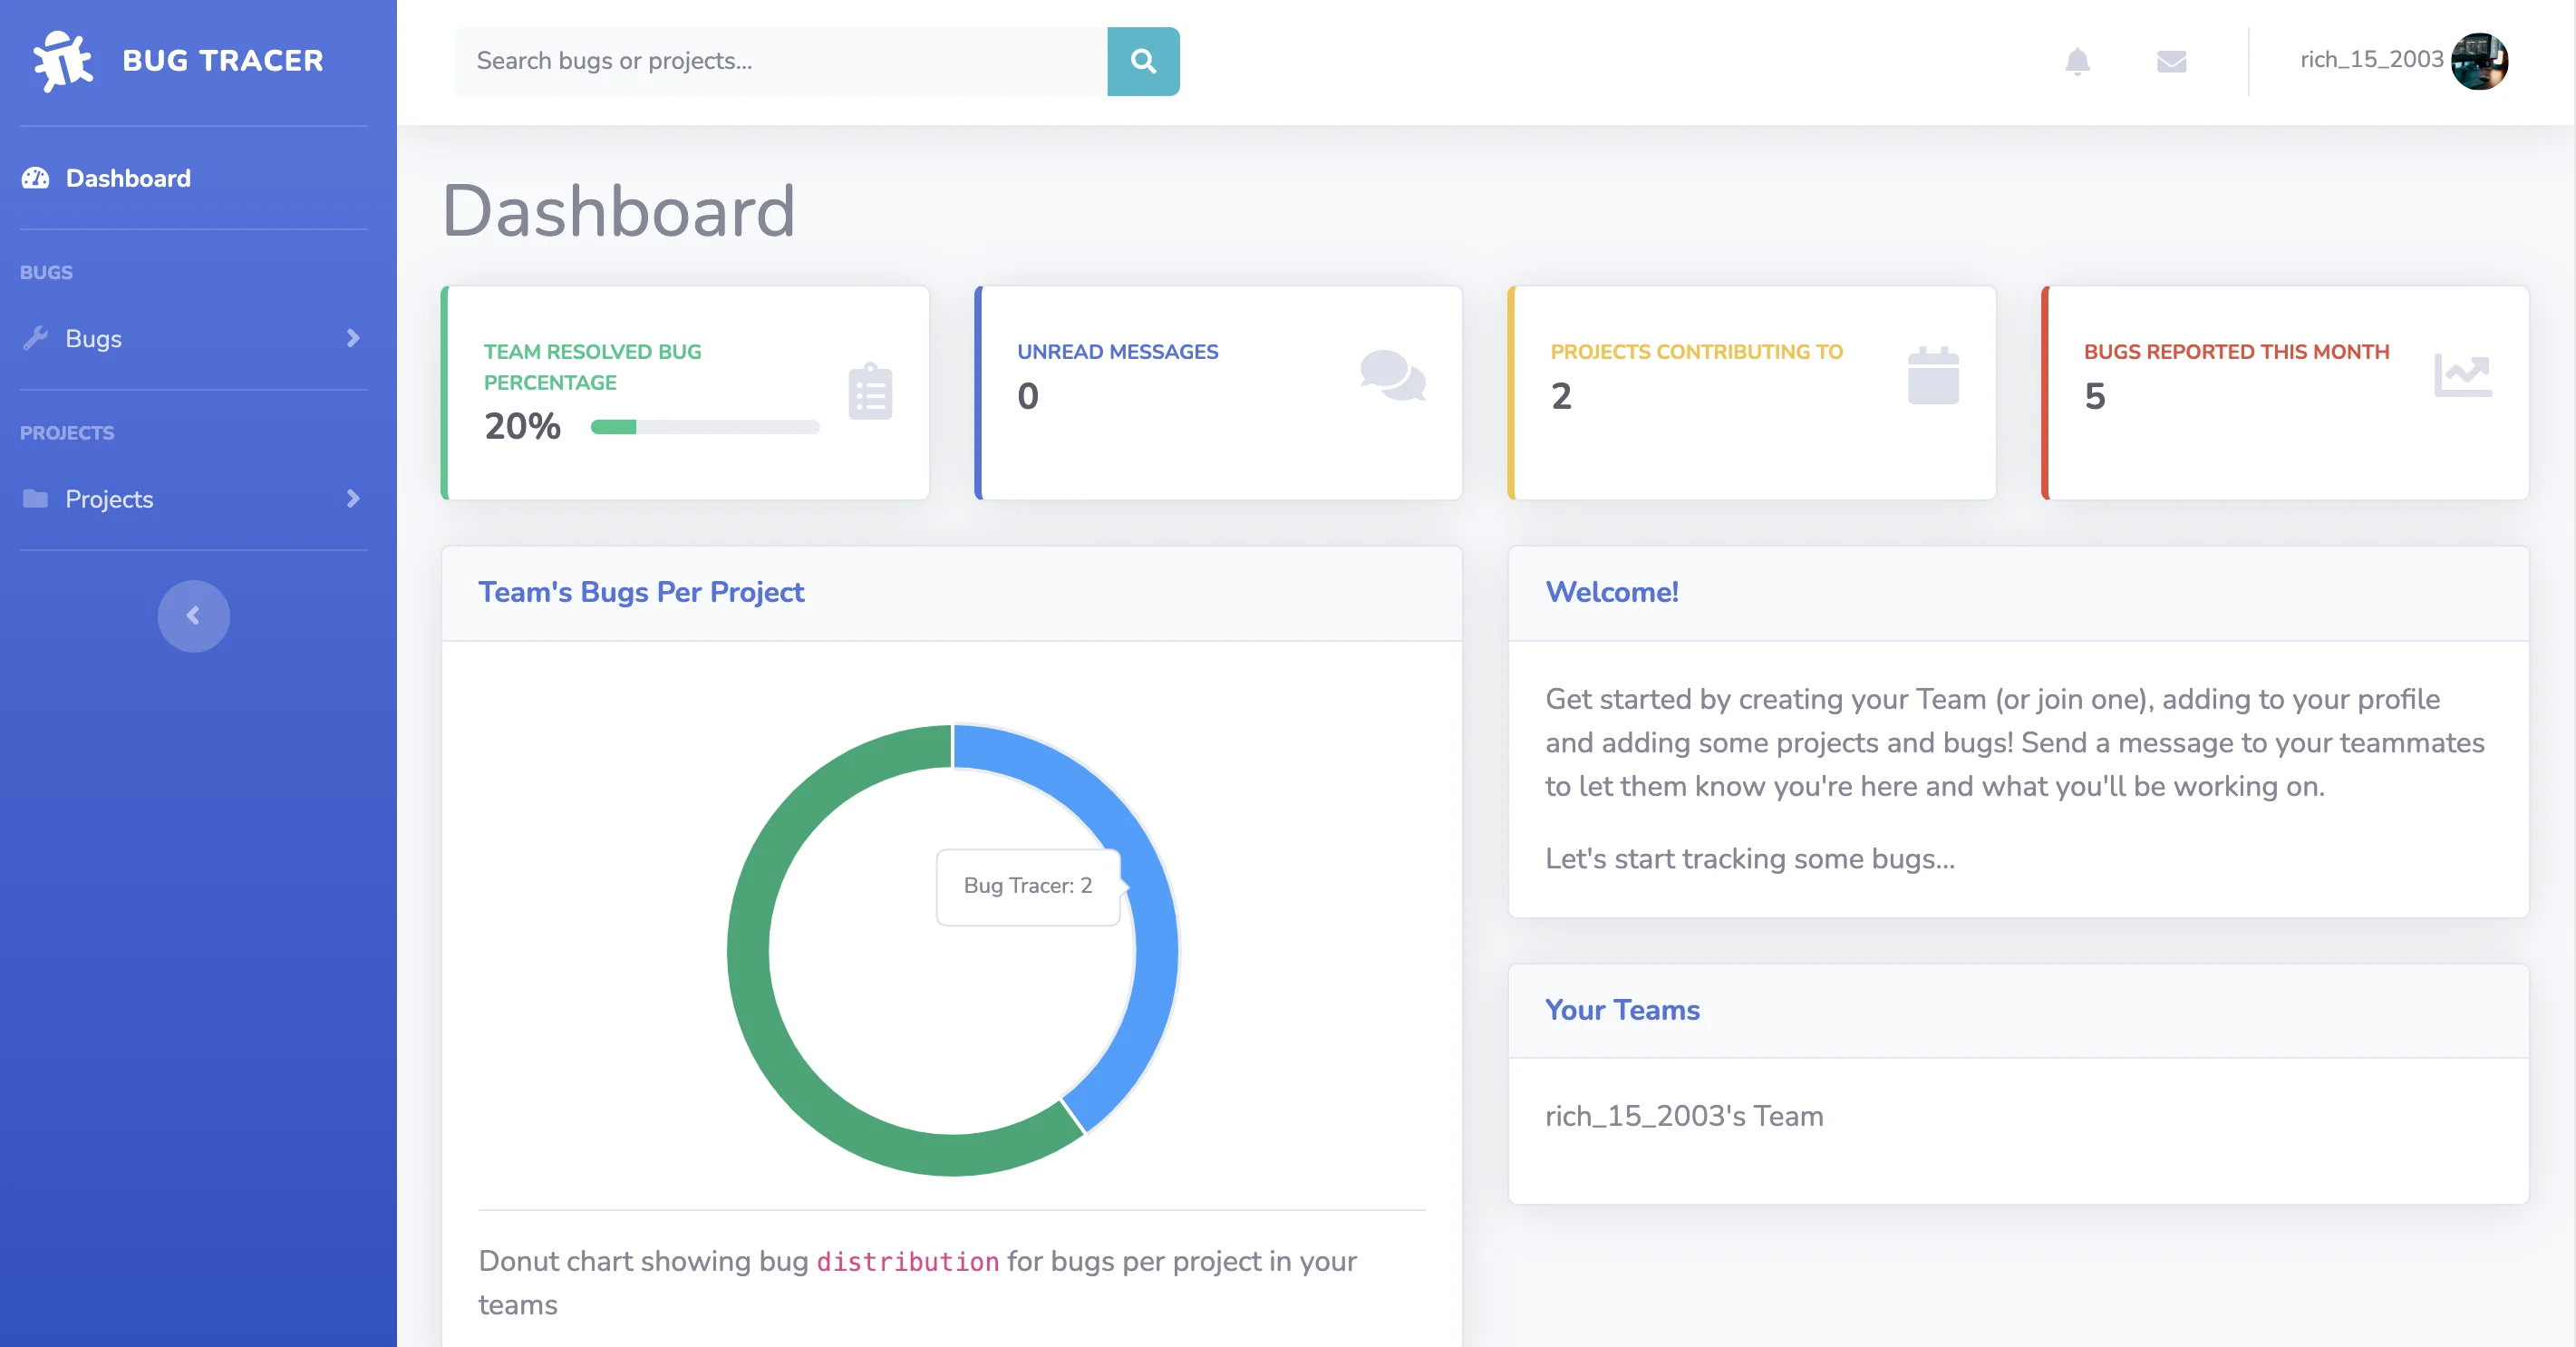 BUG TRACER
Search bugs or projects...
rich_15_2003
Dashboard
BUGS
Bugs
PROJECTS
Projects
Dashboard
TEAM RESOLVED BUG
PERCENTAGE
20%
UNREAD MESSAGES
0
PROJECTS CONTRIBUTING TO
2
BUGS REPORTED THIS MONTH
5
Team's Bugs Per Project
Bug Tracer: 2
Donut chart showing bug distribution for bugs per project in your
teams
Welcome!
Get started by creating your Team (or join one), adding to your profile
and adding some projects and bugs! Send a message to your teammates
to let them know you're here and what you'll be working on.
Let's start tracking some bugs...
Your Teams
rich_15_2003's Team